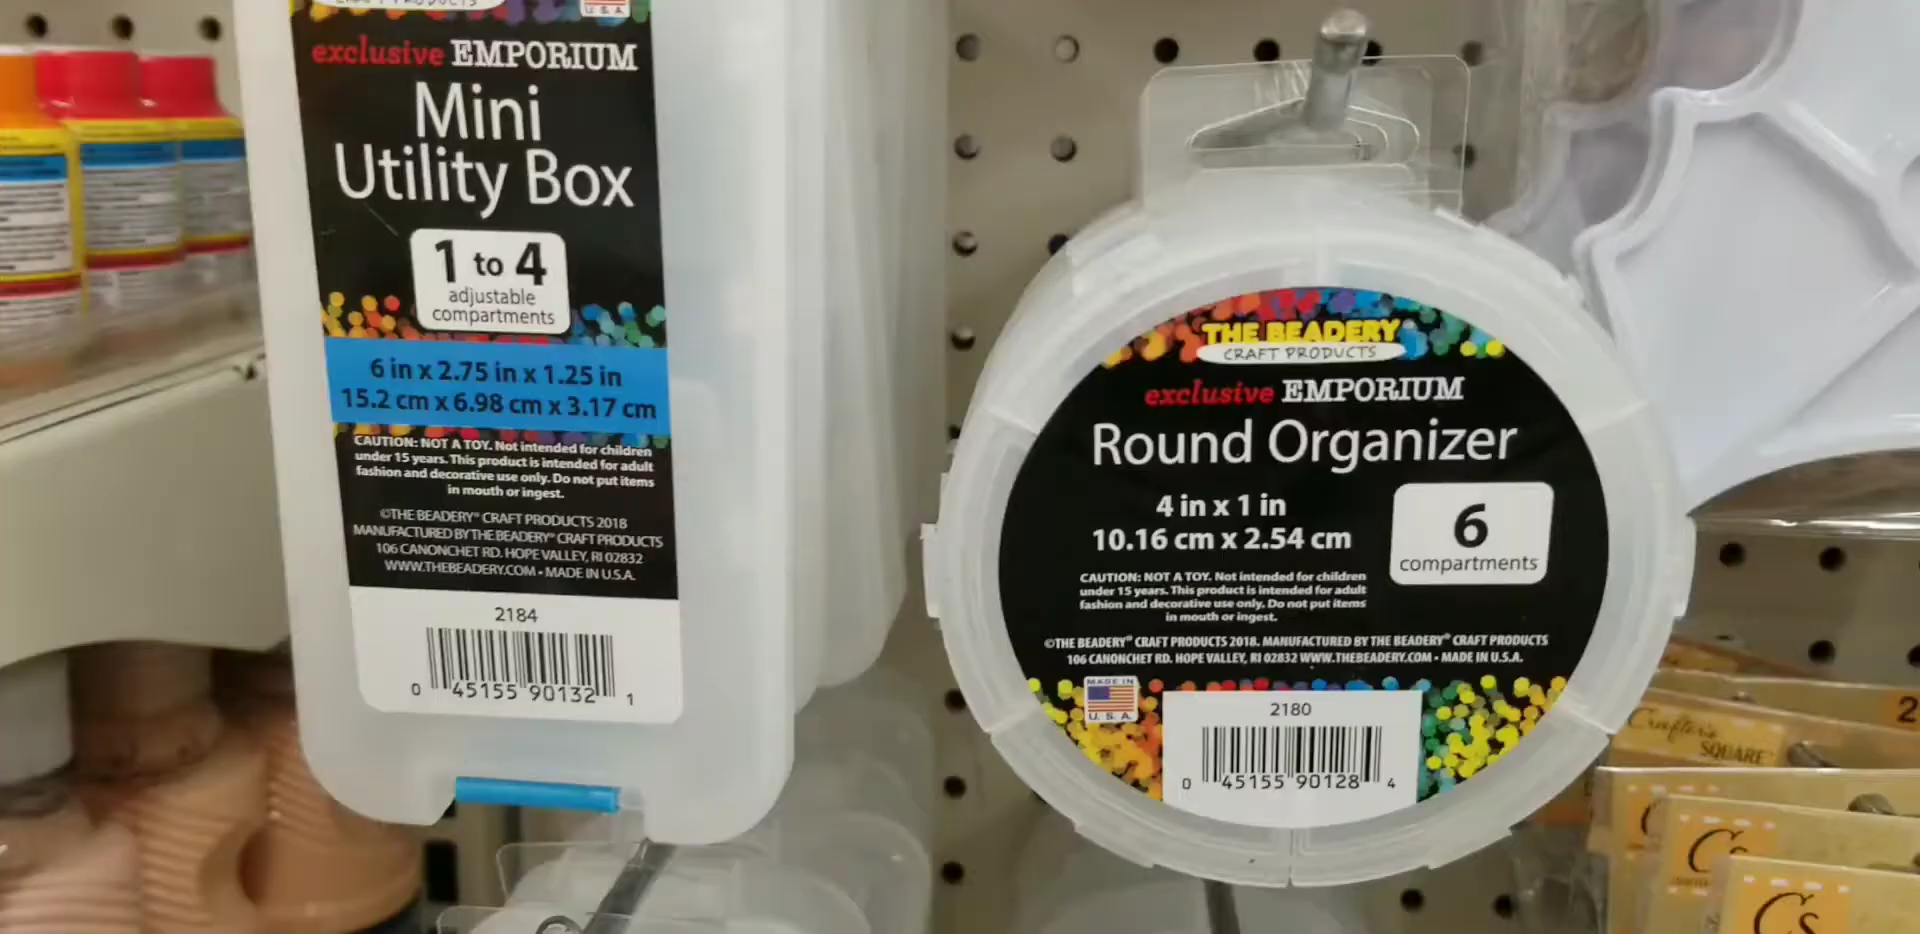 CRAFT PRODUCTS
U.S.A.
exclusive EMPORIUM
Mini
Utility Box
1 to 4
adjustable
compartments
6 in x 2.75 in x 1.25 in
15.2 cm x 6.98 cm x 3.17 cm
CAUTION: NOT A TOY. Not intended for children
under 15 years. This product is intended for adult
fashion and decorative use only. Do not put items
in mouth or ingest.
©THE BEADERY® CRAFT PRODUCTS 2018
MANUFACTURED BY THE BEADERY® CRAFT PRODUCTS
106 CANONCHET RD. HOPE VALLEY, RI 02832
WWW.THEBEADERY.COM • MADE IN U.S.A.
2184
0 45155 90132 1
THE BEADERY
CRAFT PRODUCTS
exclusive EMPORIUM
Round Organizer
4 in x 1 in
10.16 cm x 2.54 cm
6
compartments
CAUTION: NOT A TOY. Not intended for children
under 15 years. This product is intended for adult
fashion and decorative use only. Do not put items
in mouth or ingest.
©THE BEADERY® CRAFT PRODUCTS 2018. MANUFACTURED BY THE BEADERY® CRAFT PRODUCTS
106 CANONCHET RD. HOPE VALLEY, RI 02832 WWW.THEBEADERY.COM • MADE IN U.S.A.
MADE IN
U.S.A.
2180
0 45155 90128 4
2
Crafter's
SQUARE
Cs
Cs